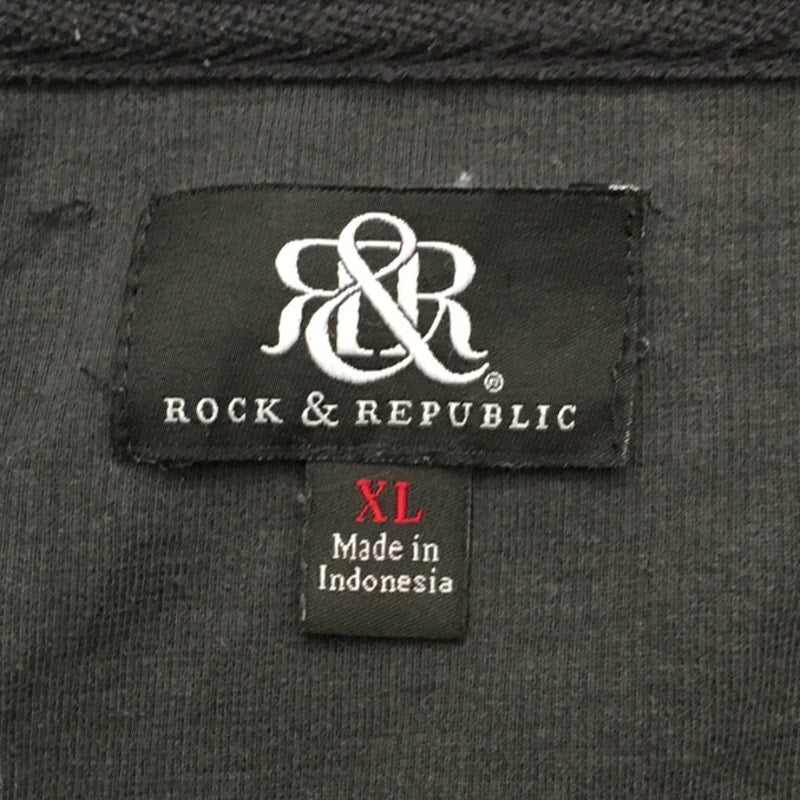 R&R®
ROCK & REPUBLIC
XL
Made in
Indonesia